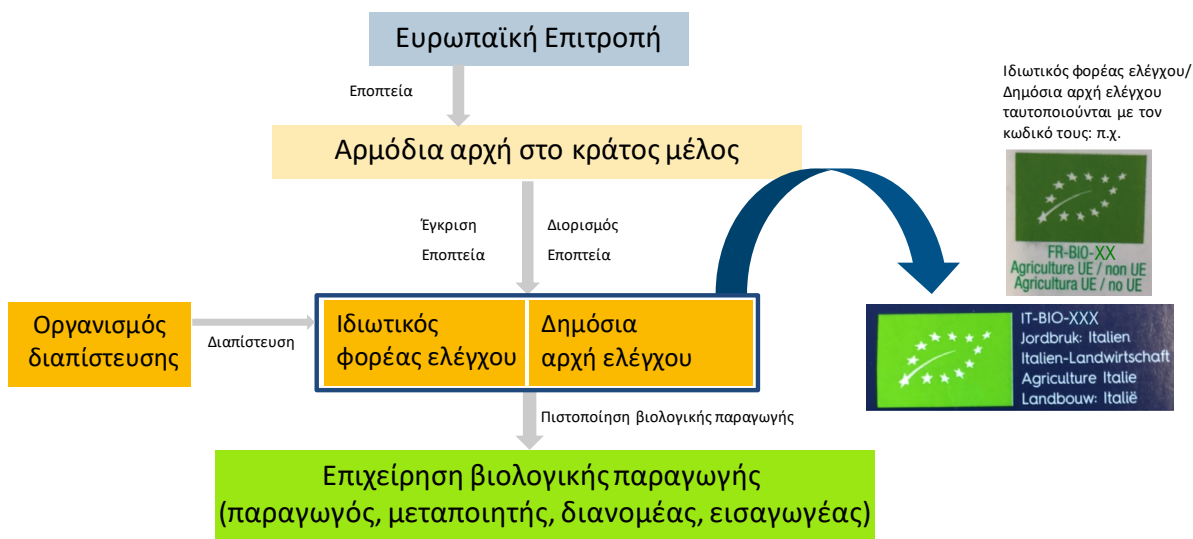 Ευρωπαϊκή Επιτροπή
Εποπτεία
Αρμόδια αρχή στο κράτος μέλος
Έγκριση
Εποπτεία
Διορισμός
Εποπτεία
Οργανισμός
διαπίστευσης
Διαπίστευση
Ιδιωτικός
φορέας ελέγχου
Δημόσια
αρχή ελέγχου
Πιστοποίηση βιολογικής παραγωγής
Επιχείρηση βιολογικής παραγωγής
(παραγωγός, μεταποιητής, διανομέας, εισαγωγέας)
Ιδιωτικός φορέας ελέγχου/
Δημόσια αρχή ελέγχου
ταυτοποιούνται με τον
κωδικό τους: π.χ.
FR-BIO-XX
Agriculture UE / non UE
Agricultura UE / no UE
IT-BIO-XXX
Jordbruk: Italien
Italien-Landwirtschaft
Agriculture Italie
Landbouw: Italië